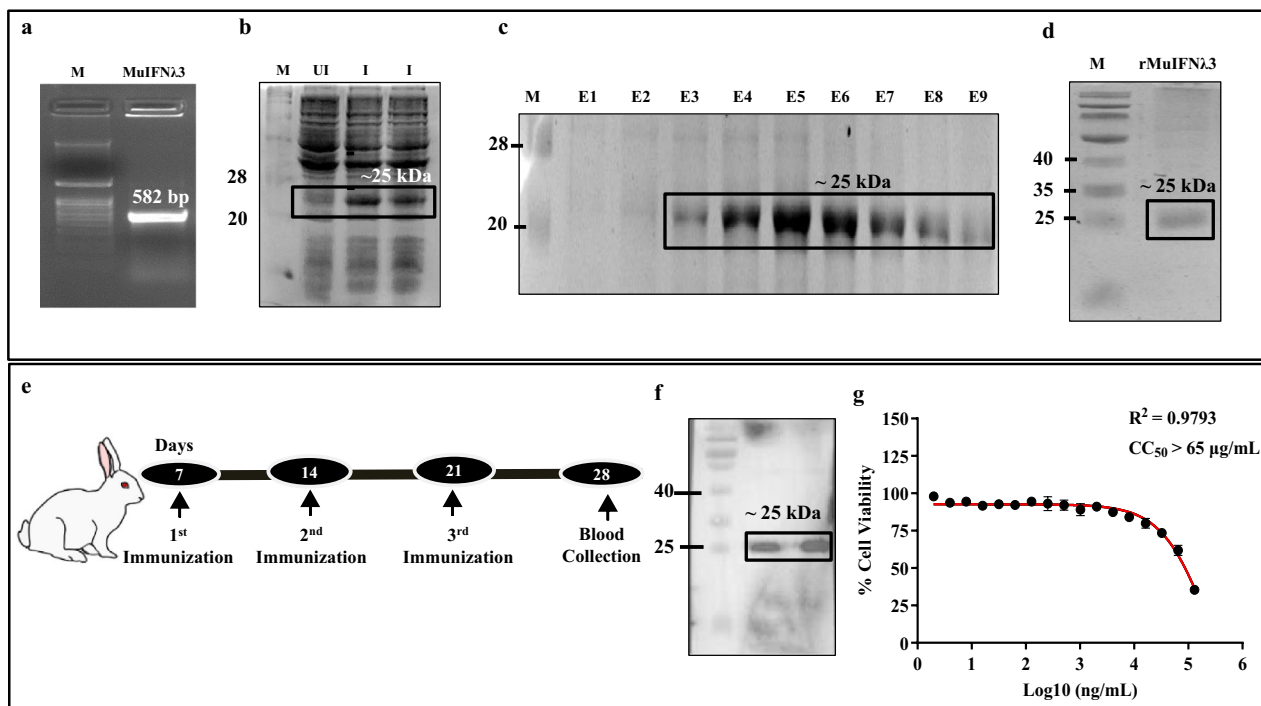 a
M MuIFNλ3
582 bp
b
M UI I I
28
~25 kDa
20
c
M E1 E2 E3 E4 E5 E6 E7 E8 E9
28
~ 25 kDa
20
d
M rMuIFNλ3
40
35
~ 25 kDa
25
e
Days
7 14 21 28
1st Immunization
2nd Immunization
3rd Immunization
Blood Collection
f
40
~ 25 kDa
25
g
R² = 0.9793
CC50 > 65 µg/mL
% Cell Viability
150
125
100
75
50
25
0
0 1 2 3 4 5 6
Log10 (ng/mL)